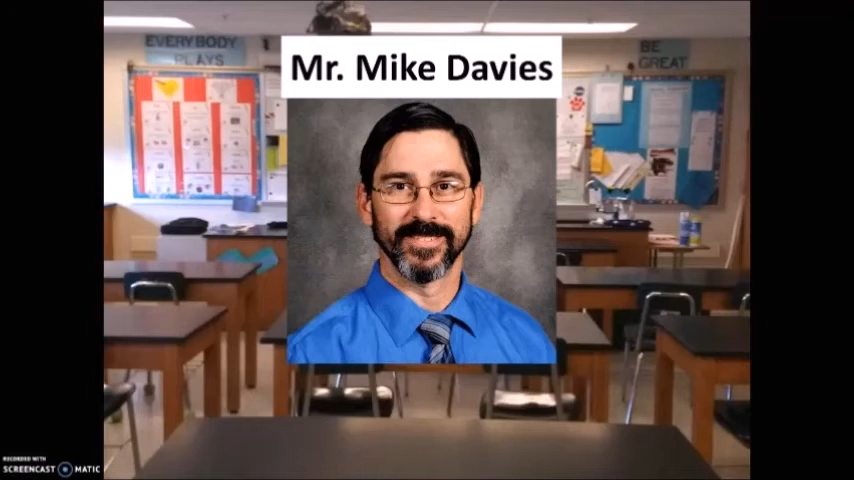 EVERYBODY
PLAYS
BE
GREAT
Mr. Mike Davies
RECORDED WITH
SCREENCAST MATIC